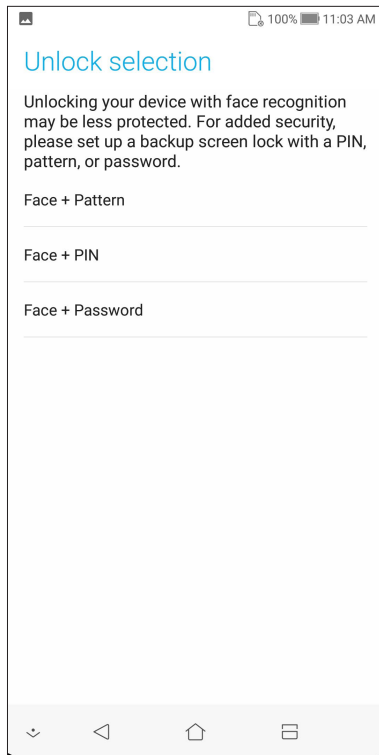 100% 11:03 AM
Unlock selection
Unlocking your device with face recognition
may be less protected. For added security,
please set up a backup screen lock with a PIN,
pattern, or password.
Face + Pattern
Face + PIN
Face + Password